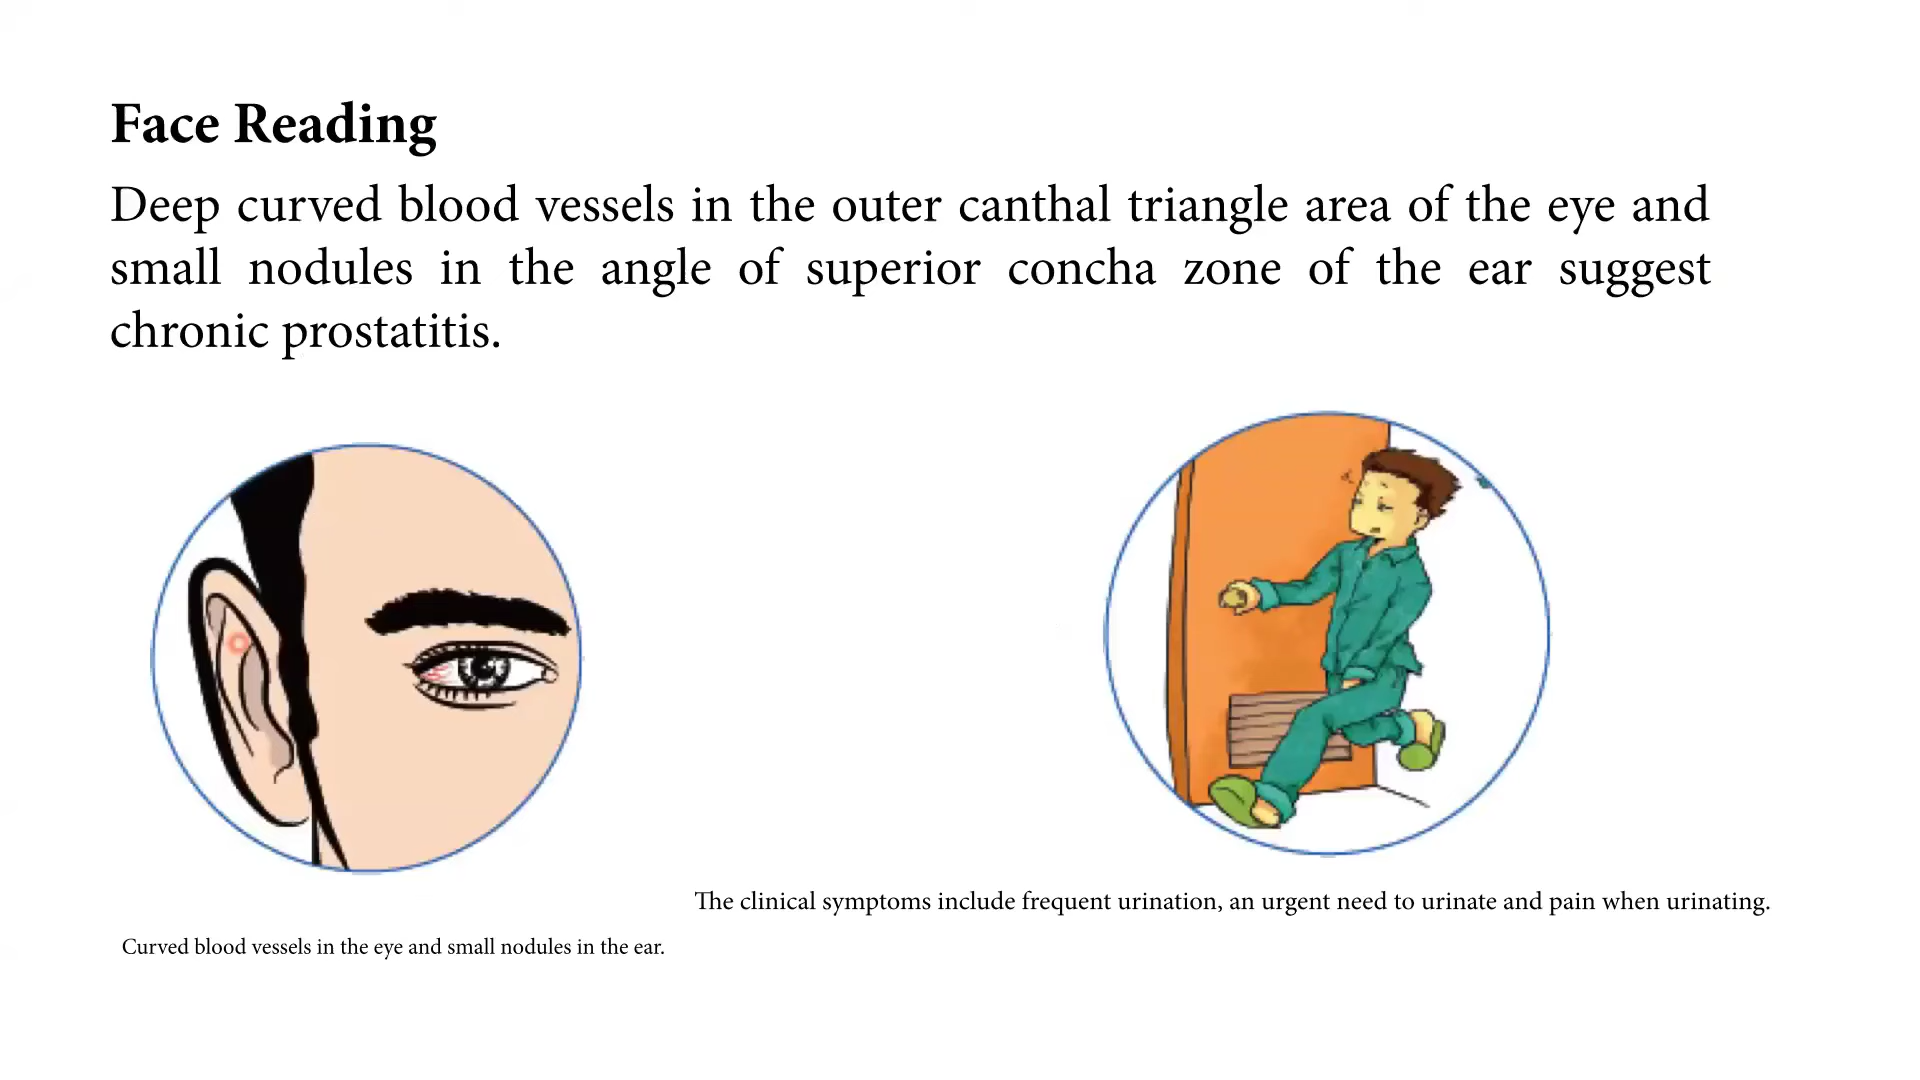 Face Reading
Deep curved blood vessels in the outer canthal triangle area of the eye and
small nodules in the angle of superior concha zone of the ear suggest
chronic prostatitis.
The clinical symptoms include frequent urination, an urgent need to urinate and pain when urinating.
Curved blood vessels in the eye and small nodules in the ear.